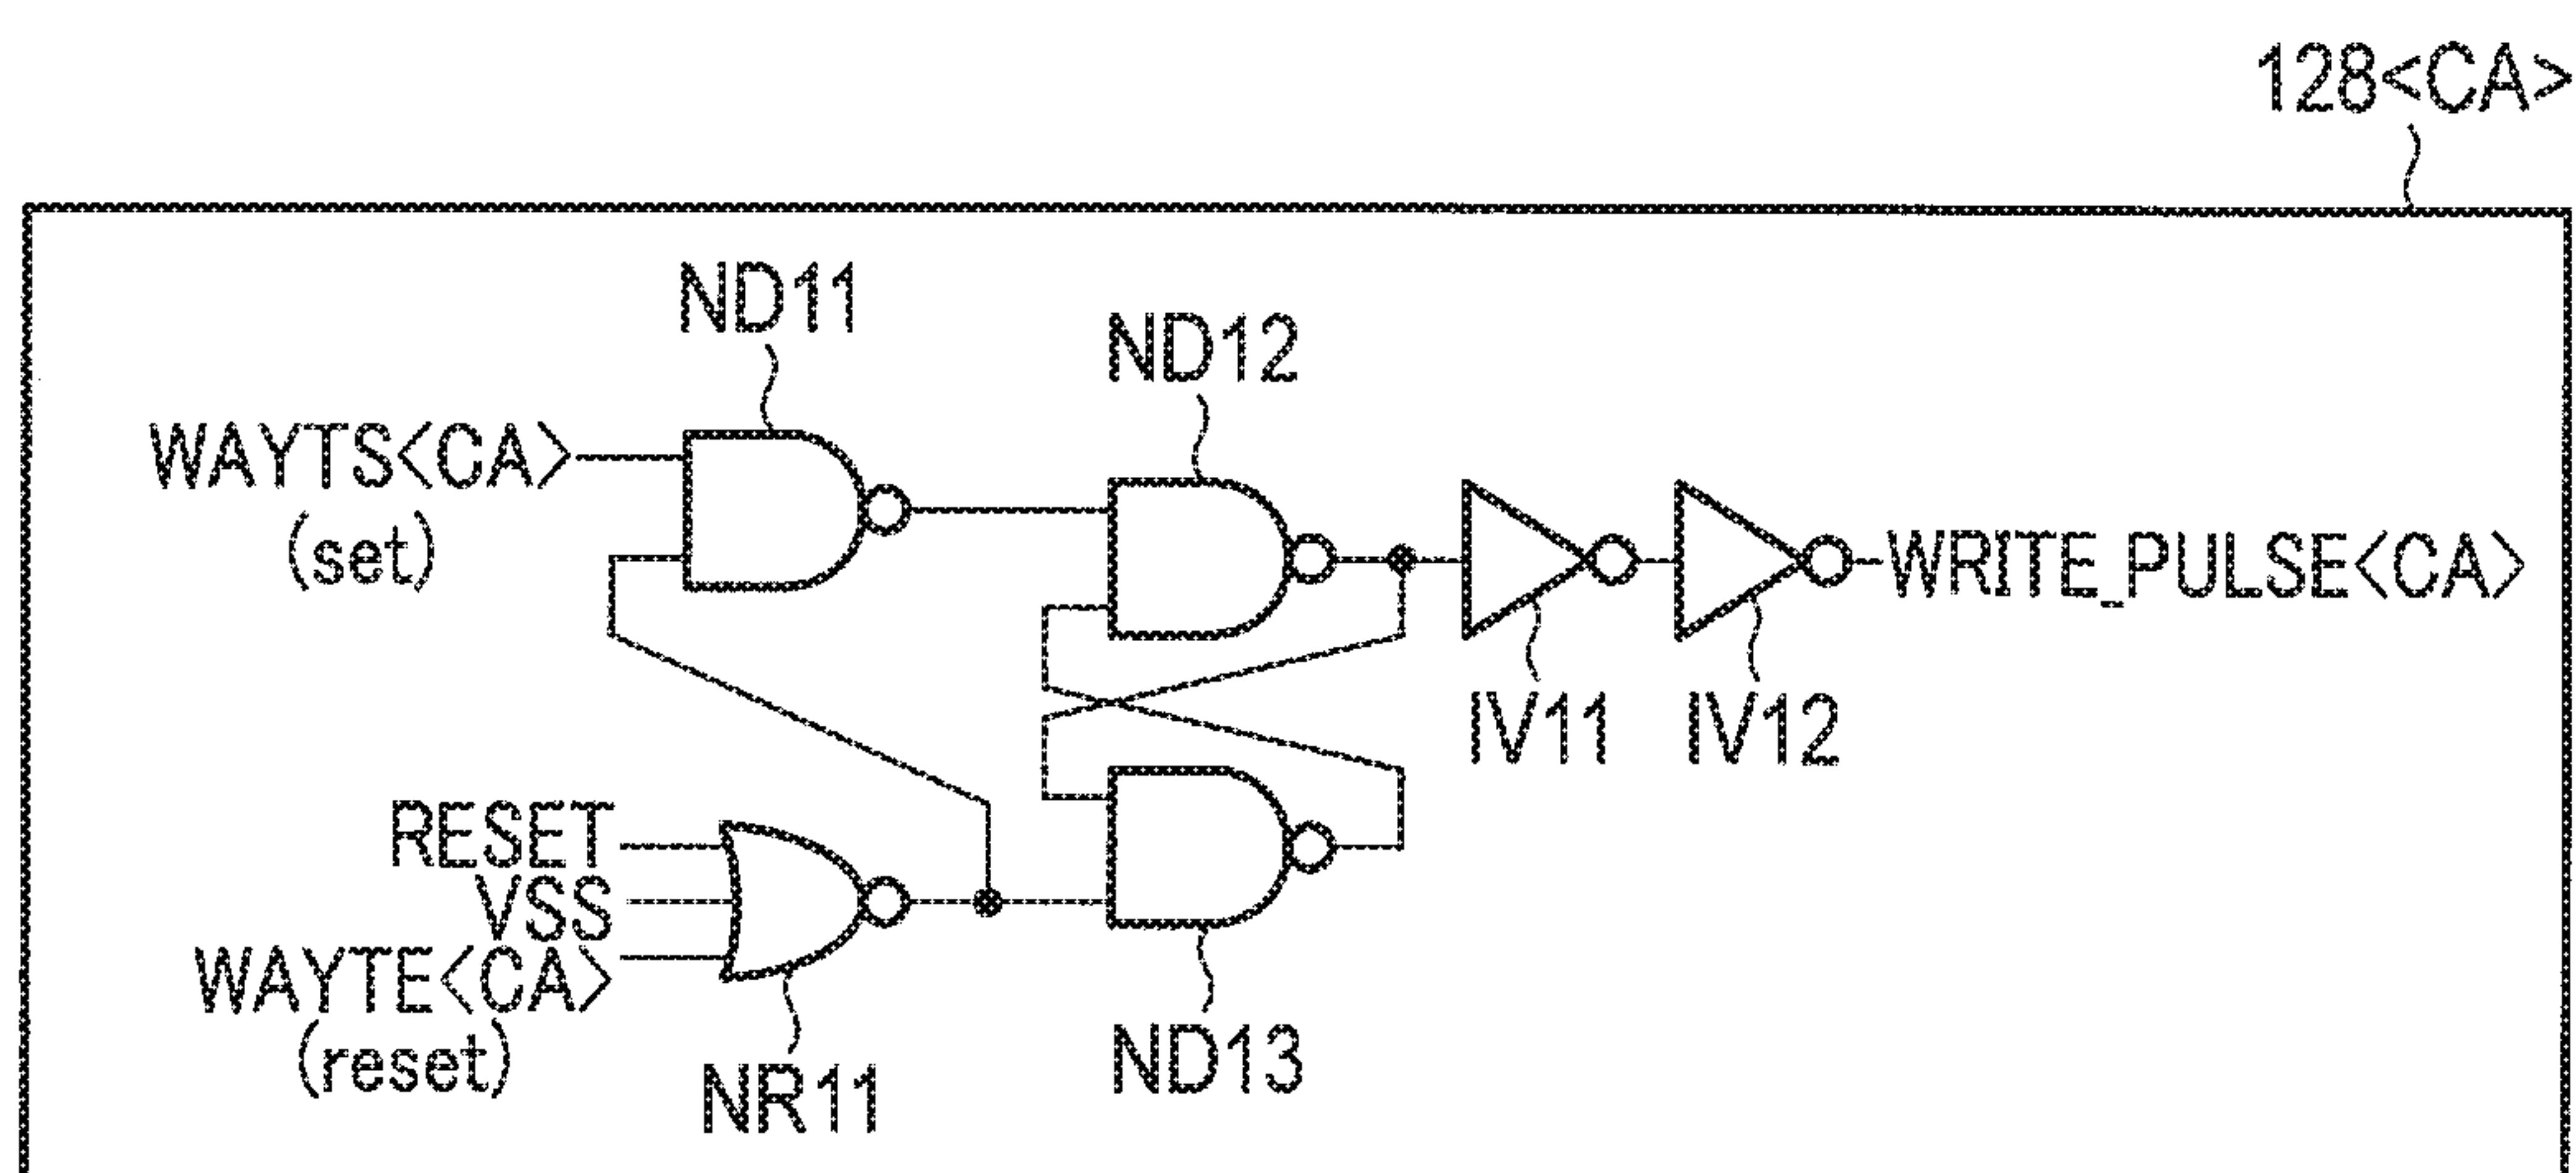 128<CA>
ND11
ND12
WAYTS<CA>
(set)
WRITE_PULSE<CA>
IV11
IV12
RESET
VSS
WAYTE<CA>
(reset)
NR11
ND13